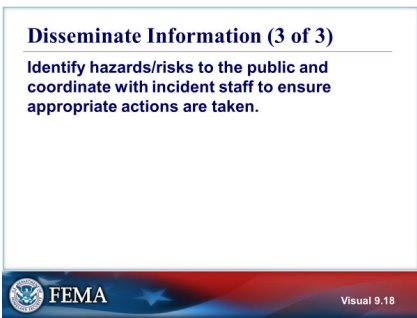 Disseminate Information (3 of 3)
Identify hazards/risks to the public and
coordinate with incident staff to ensure
appropriate actions are taken.
FEMA
Visual 9.18